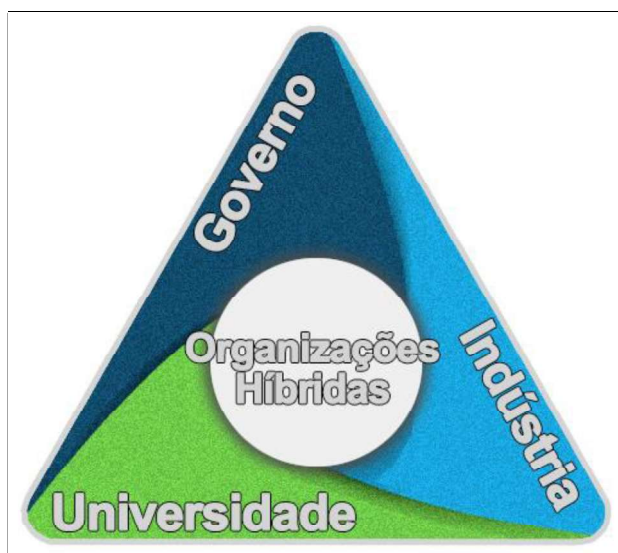 Governo
Organizações
Híbridas
Indústria
Universidade